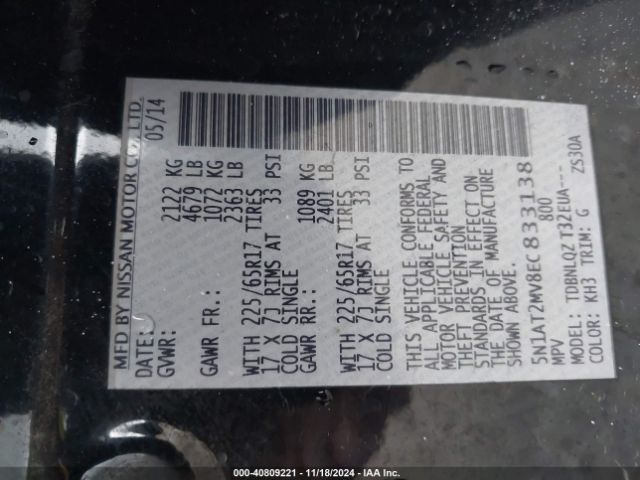 MFD BY NISSAN MOTOR CO., LTD.
DATE: 05/14
GVWR: 2122 KG
4679 LB
GAWR FR.: 1072 KG
2363 LB
WITH 225/65R17 TIRES
17 X 7J RIMS AT 33 PSI
COLD SINGLE
GAWR RR.: 1089 KG
2401 LB
WITH 225/65R17 TIRES
17 X 7J RIMS AT 33 PSI
COLD SINGLE
THIS VEHICLE CONFORMS TO
ALL APPLICABLE FEDERAL
MOTOR VEHICLE SAFETY AND
THEFT PREVENTION
STANDARDS IN EFFECT ON
THE DATE OF MANUFACTURE
SHOWN ABOVE.
5N1AT2MV8EC833138
MPV 800
MODEL: TDBNLQZ T32EUA---
COLOR: KH3 TRIM: G ZS30A
000-40809221 - 11/18/2024 - IAA Inc.